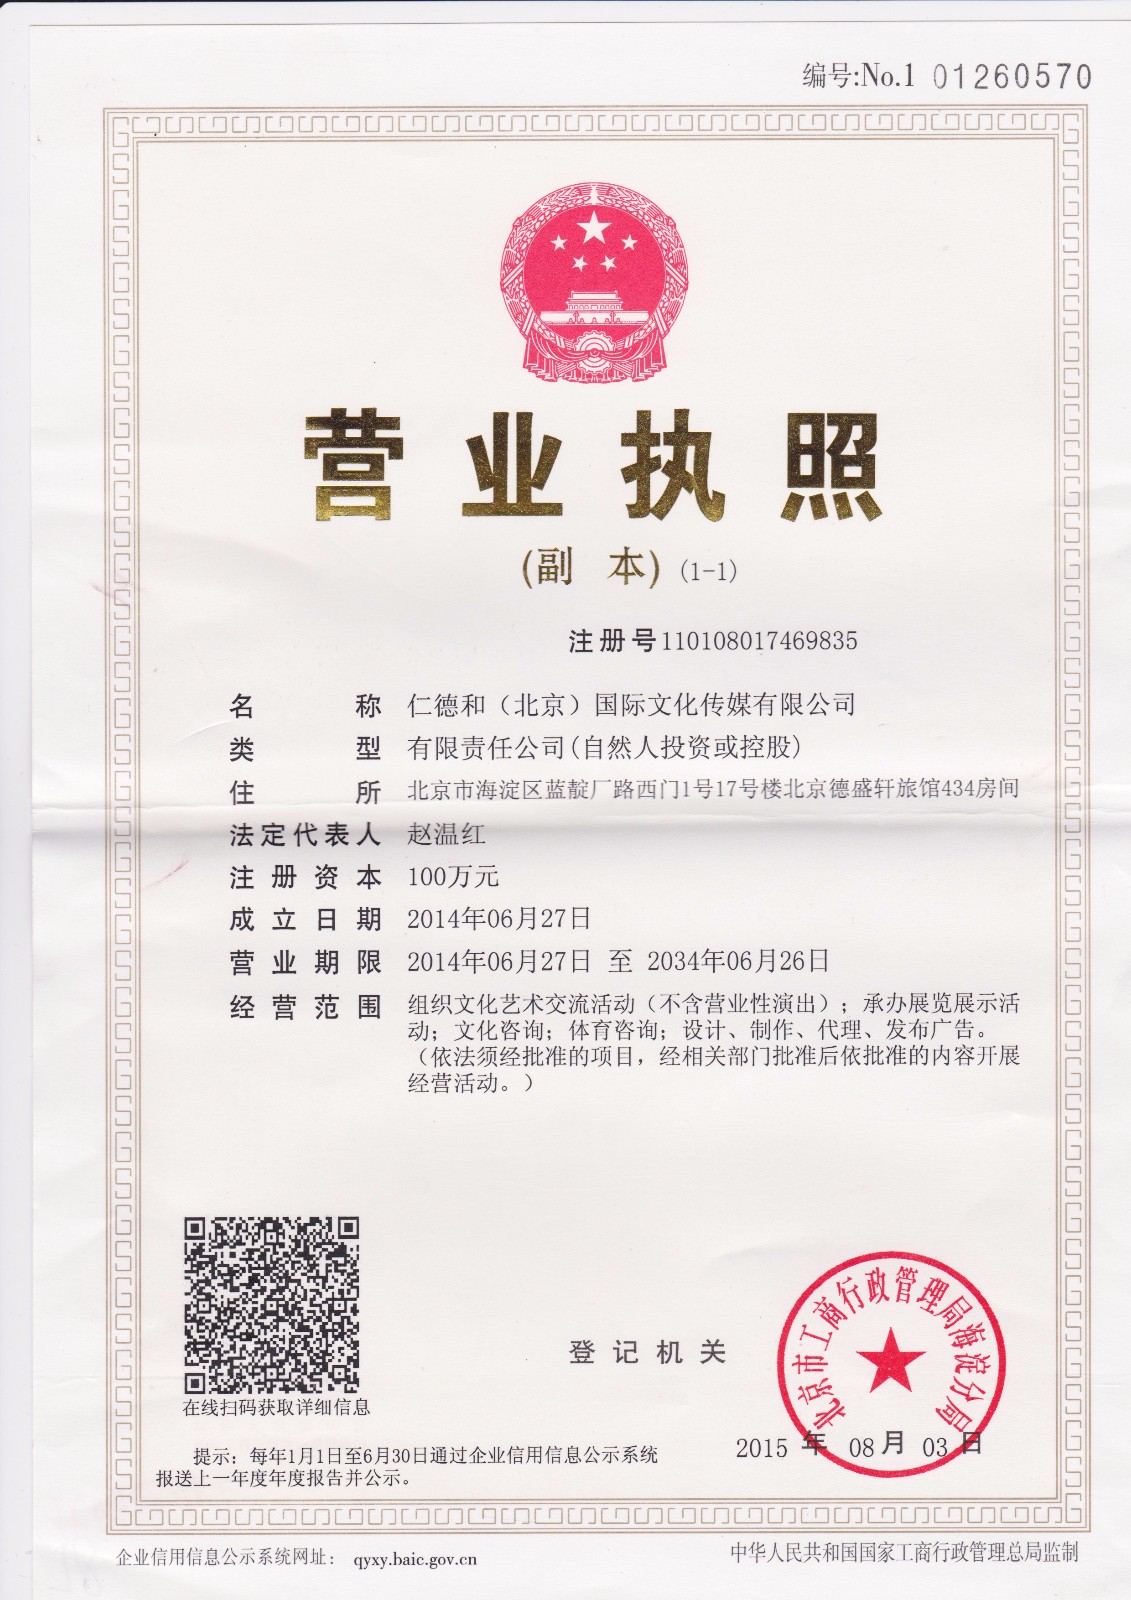 编号:No.1 01260570
营业执照
(副 本) (1-1)
注册号110108017469835
名 称 仁德和（北京）国际文化传媒有限公司
类 型 有限责任公司(自然人投资或控股)
住 所 北京市海淀区蓝靛厂路西门1号17号楼北京德盛轩旅馆434房间
法定代表人 赵温红
注册资本 100万元
成立日期 2014年06月27日
营业期限 2014年06月27日 至 2034年06月26日
经营范围 组织文化艺术交流活动（不含营业性演出）；承办展览展示活
动；文化咨询；体育咨询；设计、制作、代理、发布广告。
（依法须经批准的项目，经相关部门批准后依批准的内容开展
经营活动。）
北京市工商行政管理局海淀分局
登记机关
在线扫码获取详细信息
2015 年 08 月 03 日
提示：每年1月1日至6月30日通过企业信用信息公示系统
报送上一年度年度报告并公示。
企业信用信息公示系统网址： qyxy.baic.gov.cn
中华人民共和国国家工商行政管理总局监制